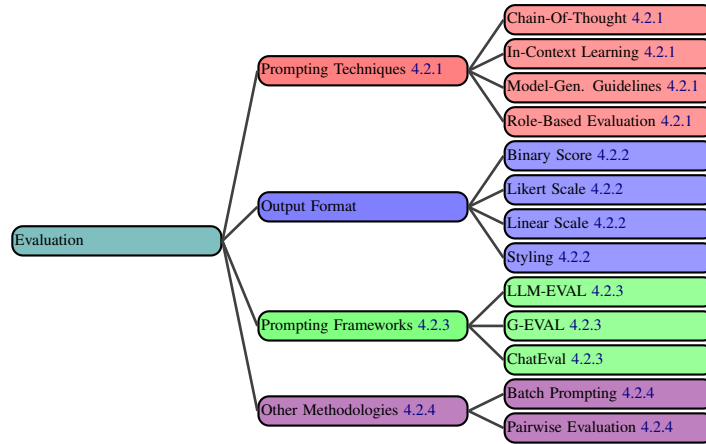 Evaluation
Prompting Techniques 4.2.1
Chain-Of-Thought 4.2.1
In-Context Learning 4.2.1
Model-Gen. Guidelines 4.2.1
Role-Based Evaluation 4.2.1
Output Format
Binary Score 4.2.2
Likert Scale 4.2.2
Linear Scale 4.2.2
Styling 4.2.2
Prompting Frameworks 4.2.3
LLM-EVAL 4.2.3
G-EVAL 4.2.3
ChatEval 4.2.3
Other Methodologies 4.2.4
Batch Prompting 4.2.4
Pairwise Evaluation 4.2.4